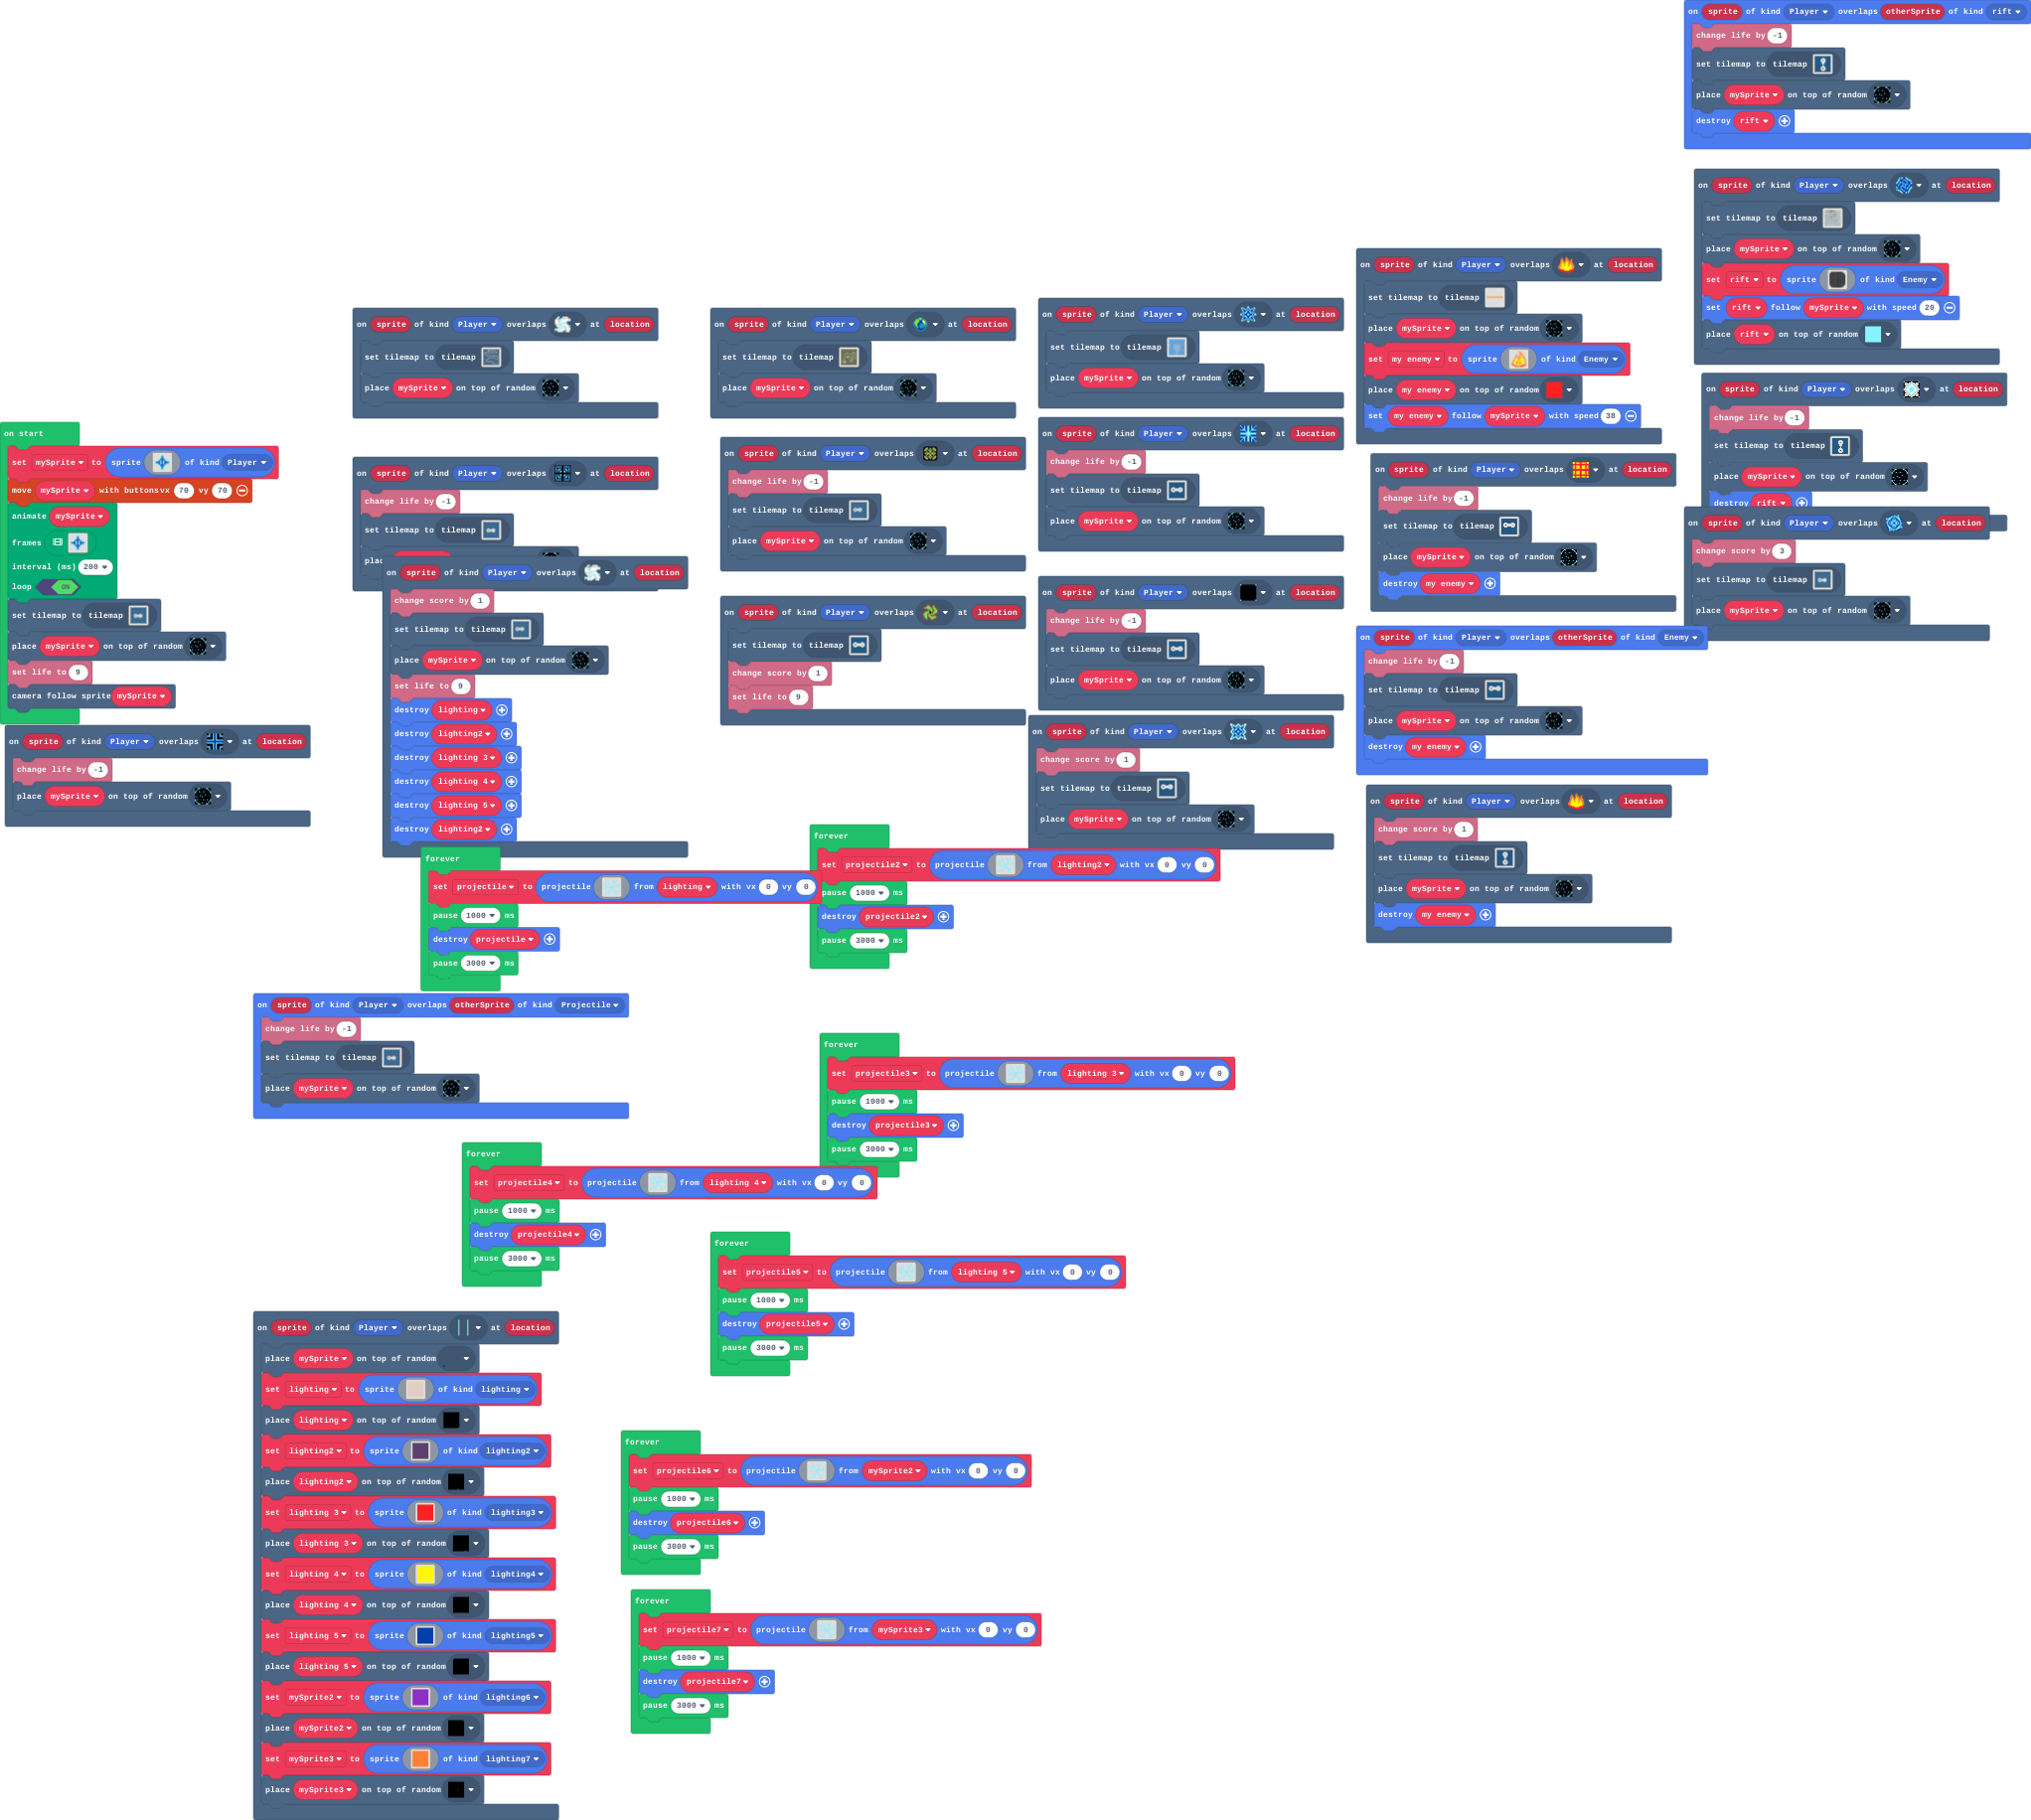 on sprite of kind Player overlaps otherSprite of kind rift
change life by -1
set tilemap to tilemap
place mySprite on top of random
destroy rift
on sprite of kind Player overlaps at location
set tilemap to tilemap
place mySprite on top of random
set rift to sprite of kind Enemy
set rift follow mySprite with speed 20
place rift on top of random
on sprite of kind Player overlaps at location
change life by -1
set tilemap to tilemap
place mySprite on top of random
destroy rift
on sprite of kind Player overlaps at location
change score by 3
set tilemap to tilemap
place mySprite on top of random
on sprite of kind Player overlaps at location
set tilemap to tilemap
place mySprite on top of random
set my enemy to sprite of kind Enemy
place my enemy on top of random
set my enemy follow mySprite with speed 38
on sprite of kind Player overlaps at location
change life by -1
set tilemap to tilemap
place mySprite on top of random
destroy my enemy
on sprite of kind Player overlaps otherSprite of kind Enemy
change life by -1
set tilemap to tilemap
place mySprite on top of random
destroy my enemy
on sprite of kind Player overlaps at location
change score by 1
set tilemap to tilemap
place mySprite on top of random
destroy my enemy
on sprite of kind Player overlaps at location
set tilemap to tilemap
place mySprite on top of random
on sprite of kind Player overlaps at location
change life by -1
set tilemap to tilemap
place mySprite on top of random
on sprite of kind Player overlaps at location
change life by -1
set tilemap to tilemap
place mySprite on top of random
on sprite of kind Player overlaps at location
change score by 1
set tilemap to tilemap
place mySprite on top of random
on sprite of kind Player overlaps at location
set tilemap to tilemap
place mySprite on top of random
on sprite of kind Player overlaps at location
change life by -1
set tilemap to tilemap
place mySprite on top of random
on sprite of kind Player overlaps at location
set tilemap to tilemap
change score by 1
set life to 9
on sprite of kind Player overlaps at location
set tilemap to tilemap
place mySprite on top of random
on sprite of kind Player overlaps at location
change life by -1
set tilemap to tilemap
on sprite of kind Player overlaps at location
change score by 1
set tilemap to tilemap
place mySprite on top of random
set life to 9
destroy lighting
destroy lighting2
destroy lighting 3
destroy lighting 4
destroy lighting 5
destroy lighting2
on start
set mySprite to sprite of kind Player
move mySprite with buttons vx 70 vy 70
animate mySprite
frames
interval (ms) 200
loop ON
set tilemap to tilemap
place mySprite on top of random
set life to 9
camera follow sprite mySprite
on sprite of kind Player overlaps at location
change life by -1
place mySprite on top of random
forever
set projectile to projectile from lighting with vx 0 vy 0
pause 1000 ms
destroy projectile
pause 3000 ms
forever
set projectile2 to projectile from lighting2 with vx 0 vy 0
pause 1000 ms
destroy projectile2
pause 3000 ms
on sprite of kind Player overlaps otherSprite of kind Projectile
change life by -1
set tilemap to tilemap
place mySprite on top of random
forever
set projectile3 to projectile from lighting 3 with vx 0 vy 0
pause 1000 ms
destroy projectile3
pause 3000 ms
forever
set projectile4 to projectile from lighting 4 with vx 0 vy 0
pause 1000 ms
destroy projectile4
pause 3000 ms
forever
set projectile5 to projectile from lighting 5 with vx 0 vy 0
pause 1000 ms
destroy projectile5
pause 3000 ms
on sprite of kind Player overlaps at location
place mySprite on top of random
set lighting to sprite of kind lighting
place lighting on top of random
set lighting2 to sprite of kind lighting2
place lighting2 on top of random
set lighting 3 to sprite of kind lighting3
place lighting 3 on top of random
set lighting 4 to sprite of kind lighting4
place lighting 4 on top of random
set lighting 5 to sprite of kind lighting5
place lighting 5 on top of random
set mySprite2 to sprite of kind lighting6
place mySprite2 on top of random
set mySprite3 to sprite of kind lighting7
place mySprite3 on top of random
forever
set projectile6 to projectile from mySprite2 with vx 0 vy 0
pause 1000 ms
destroy projectile6
pause 3000 ms
forever
set projectile7 to projectile from mySprite3 with vx 0 vy 0
pause 1000 ms
destroy projectile7
pause 3000 ms